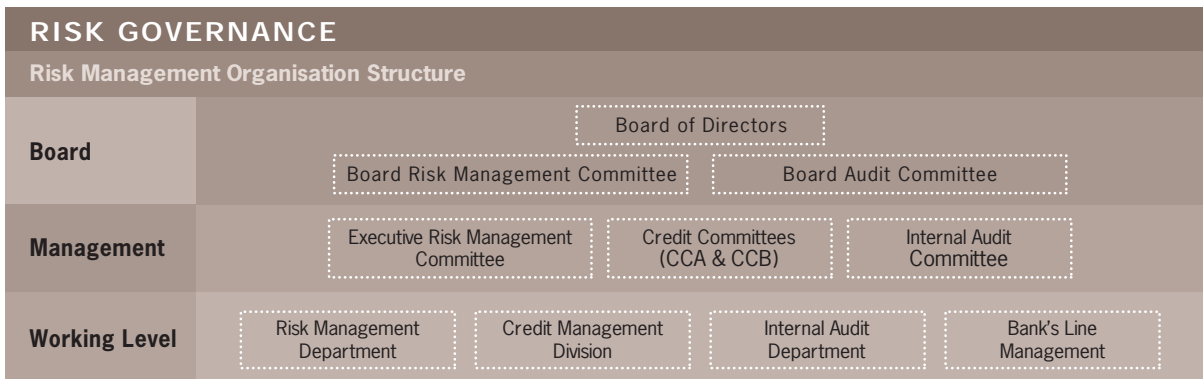 RISK GOVERNANCE
Risk Management Organisation Structure
Board
Board of Directors
Board Risk Management Committee
Board Audit Committee
Management
Executive Risk Management
Committee
Credit Committees
(CCA & CCB)
Internal Audit
Committee
Working Level
Risk Management
Department
Credit Management
Division
Internal Audit
Department
Bank's Line
Management